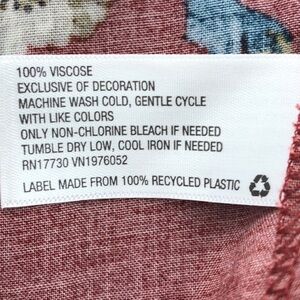 100% VISCOSE
EXCLUSIVE OF DECORATION
MACHINE WASH COLD, GENTLE CYCLE
WITH LIKE COLORS
ONLY NON-CHLORINE BLEACH IF NEEDED
TUMBLE DRY LOW, COOL IRON IF NEEDED
RN17730 VN1976052
LABEL MADE FROM 100% RECYCLED PLASTIC